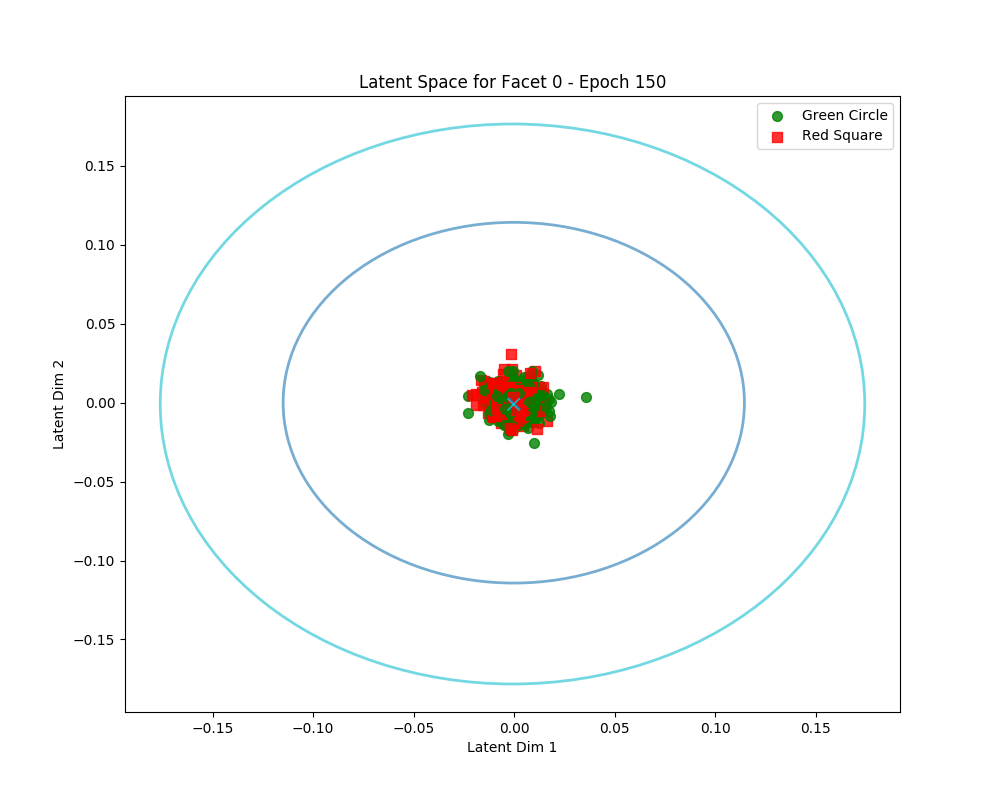 Latent Space for Facet 0 - Epoch 150
Green Circle
Red Square
0.15
0.10
0.05
0.00
−0.05
−0.10
−0.15
Latent Dim 2
−0.15 −0.10 −0.05 0.00 0.05 0.10 0.15
Latent Dim 1